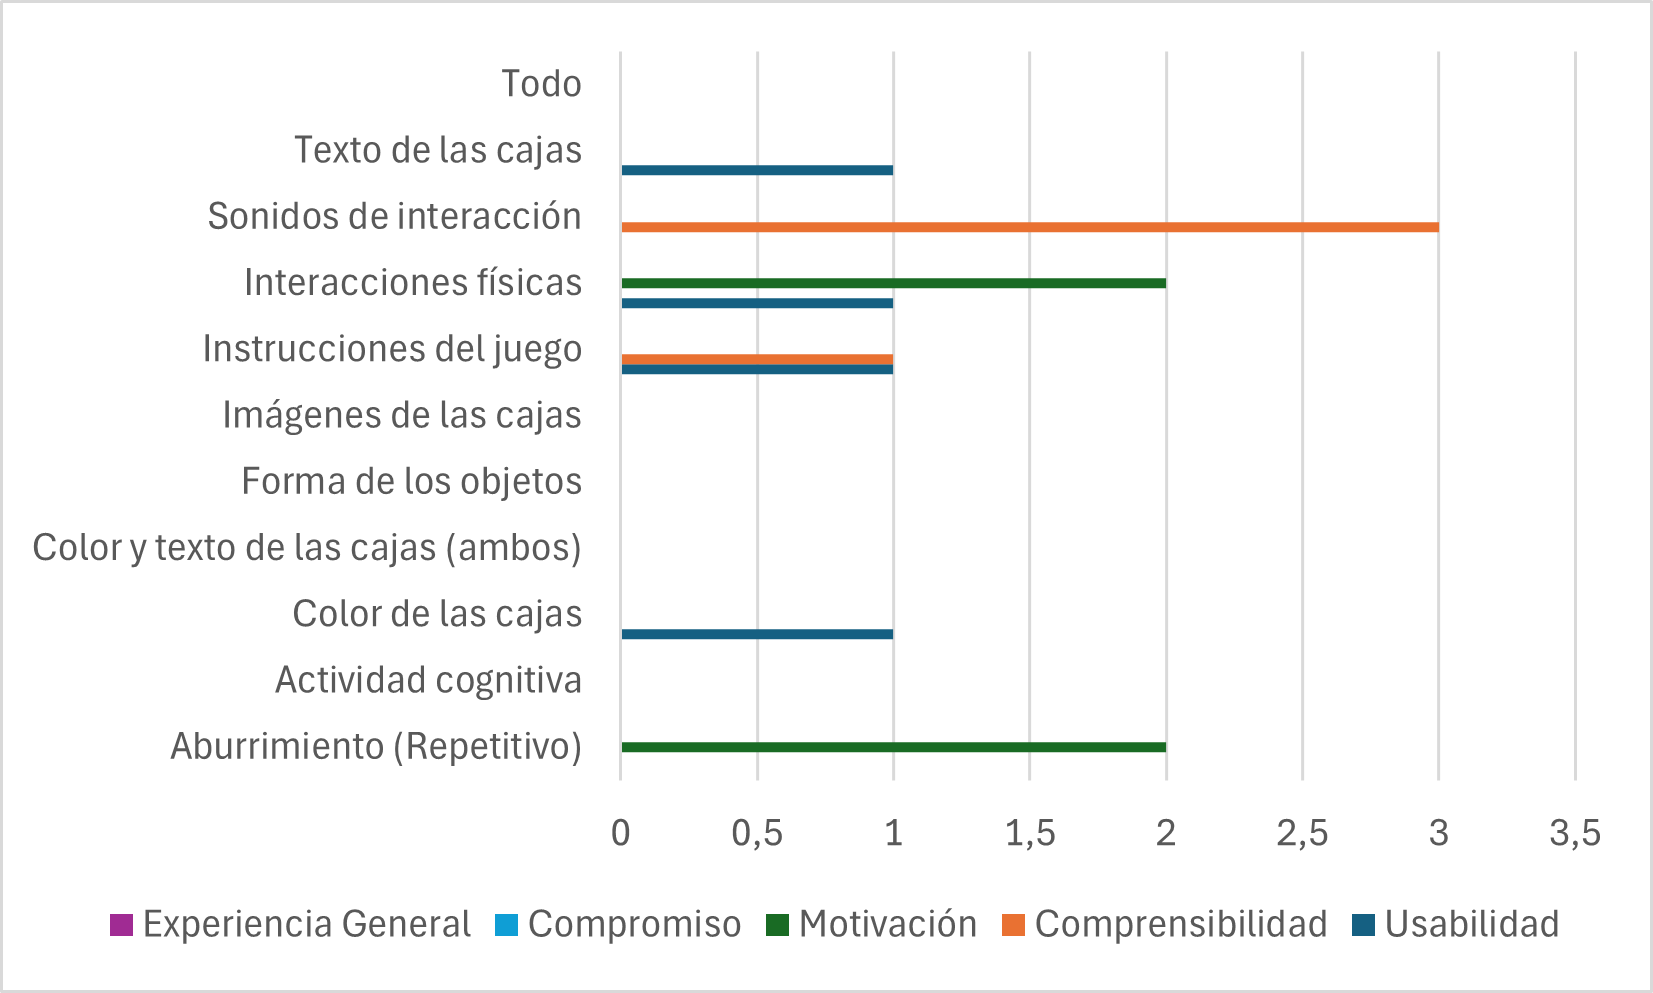 Todo
Texto de las cajas
Sonidos de interacción
Interacciones físicas
Instrucciones del juego
Imágenes de las cajas
Forma de los objetos
Color y texto de las cajas (ambos)
Color de las cajas
Actividad cognitiva
Aburrimiento (Repetitivo)
0 0,5 1 1,5 2 2,5 3 3,5
Experiencia General Compromiso Motivación Comprensibilidad Usabilidad